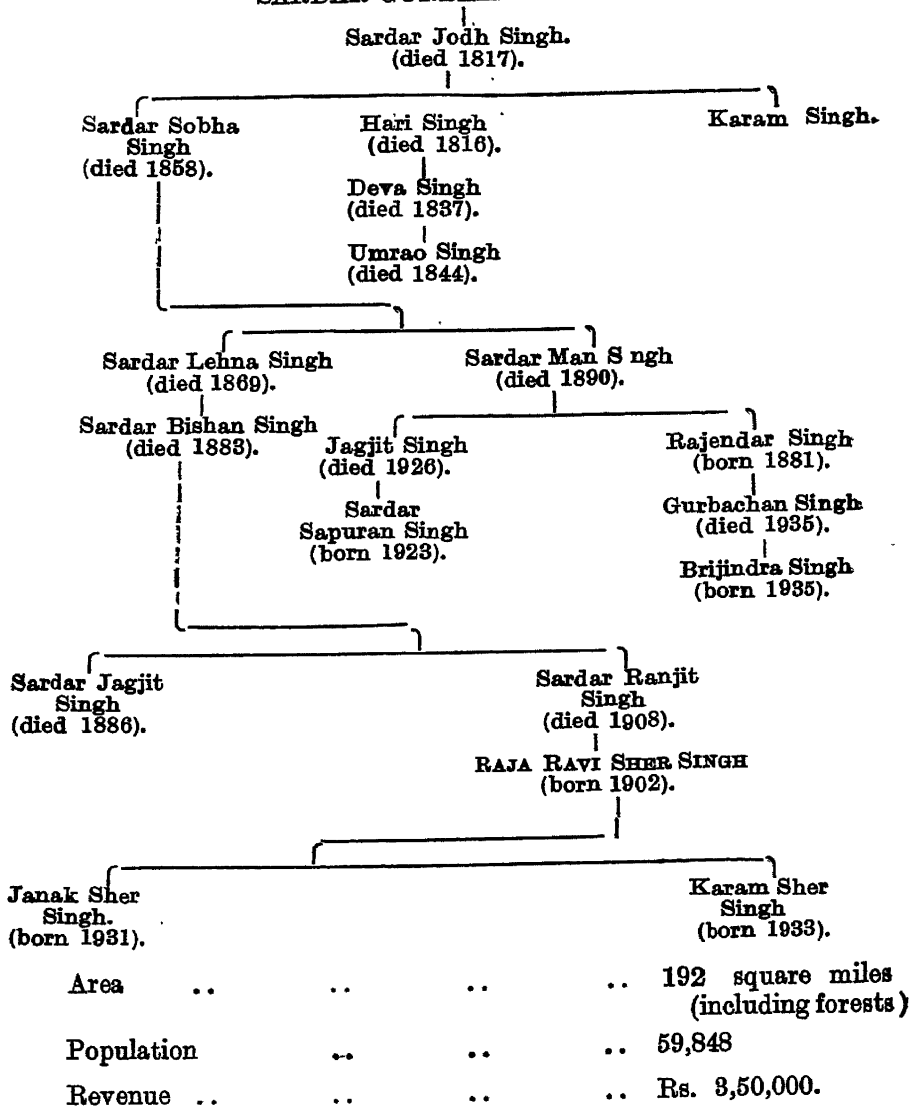 Sardar Jodh Singh.
(died 1817).
Sardar Sobha
Singh
(died 1858).
Hari Singh
(died 1816).
Karam Singh.
Deva Singh
(died 1837).
Umrao Singh
(died 1844).
Sardar Lehna Singh
(died 1869).
Sardar Man S ngh
(died 1890).
Sardar Bishan Singh
(died 1883).
Jagjit Singh
(died 1926).
Rajendar Singh
(born 1881).
Sardar
Sapuran Singh
(born 1923).
Gurbachan Singh
(died 1935).
Brijindra Singh
(born 1935).
Sardar Jagjit
Singh
(died 1886).
Sardar Ranjit
Singh
(died 1908).
RAJA RAVI SHER SINGH
(born 1902).
Janak Sher
Singh.
(born 1931).
Karam Sher
Singh
(born 1933).
Area .. .. .. .. 192 square miles
(including forests)
Population .. .. .. 59,848
Revenue .. .. .. .. Rs. 3,50,000.